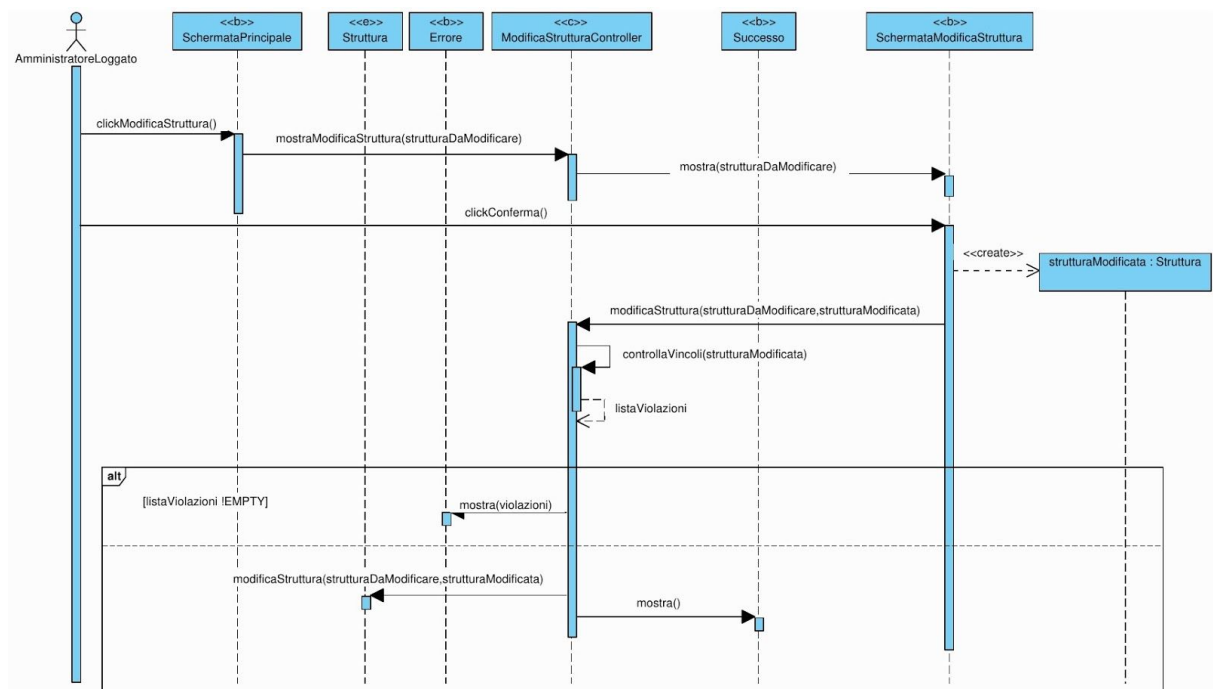 <<b>>
SchermataPrincipale
<<e>>
Struttura
<<b>>
Errore
<<c>>
ModificaStrutturaController
<<b>>
Successo
<<b>>
SchermataModificaStruttura
AmministratoreLoggato
clickModificaStruttura()
mostraModificaStruttura(strutturaDaModificare)
mostra(strutturaDaModificare)
clickConferma()
<<create>>
strutturaModificata : Struttura
modificaStruttura(strutturaDaModificare,strutturaModificata)
controllaVincoli(strutturaModificata)
listaViolazioni
alt
[listaViolazioni !EMPTY]
mostra(violazioni)
modificaStruttura(strutturaDaModificare,strutturaModificata)
mostra()